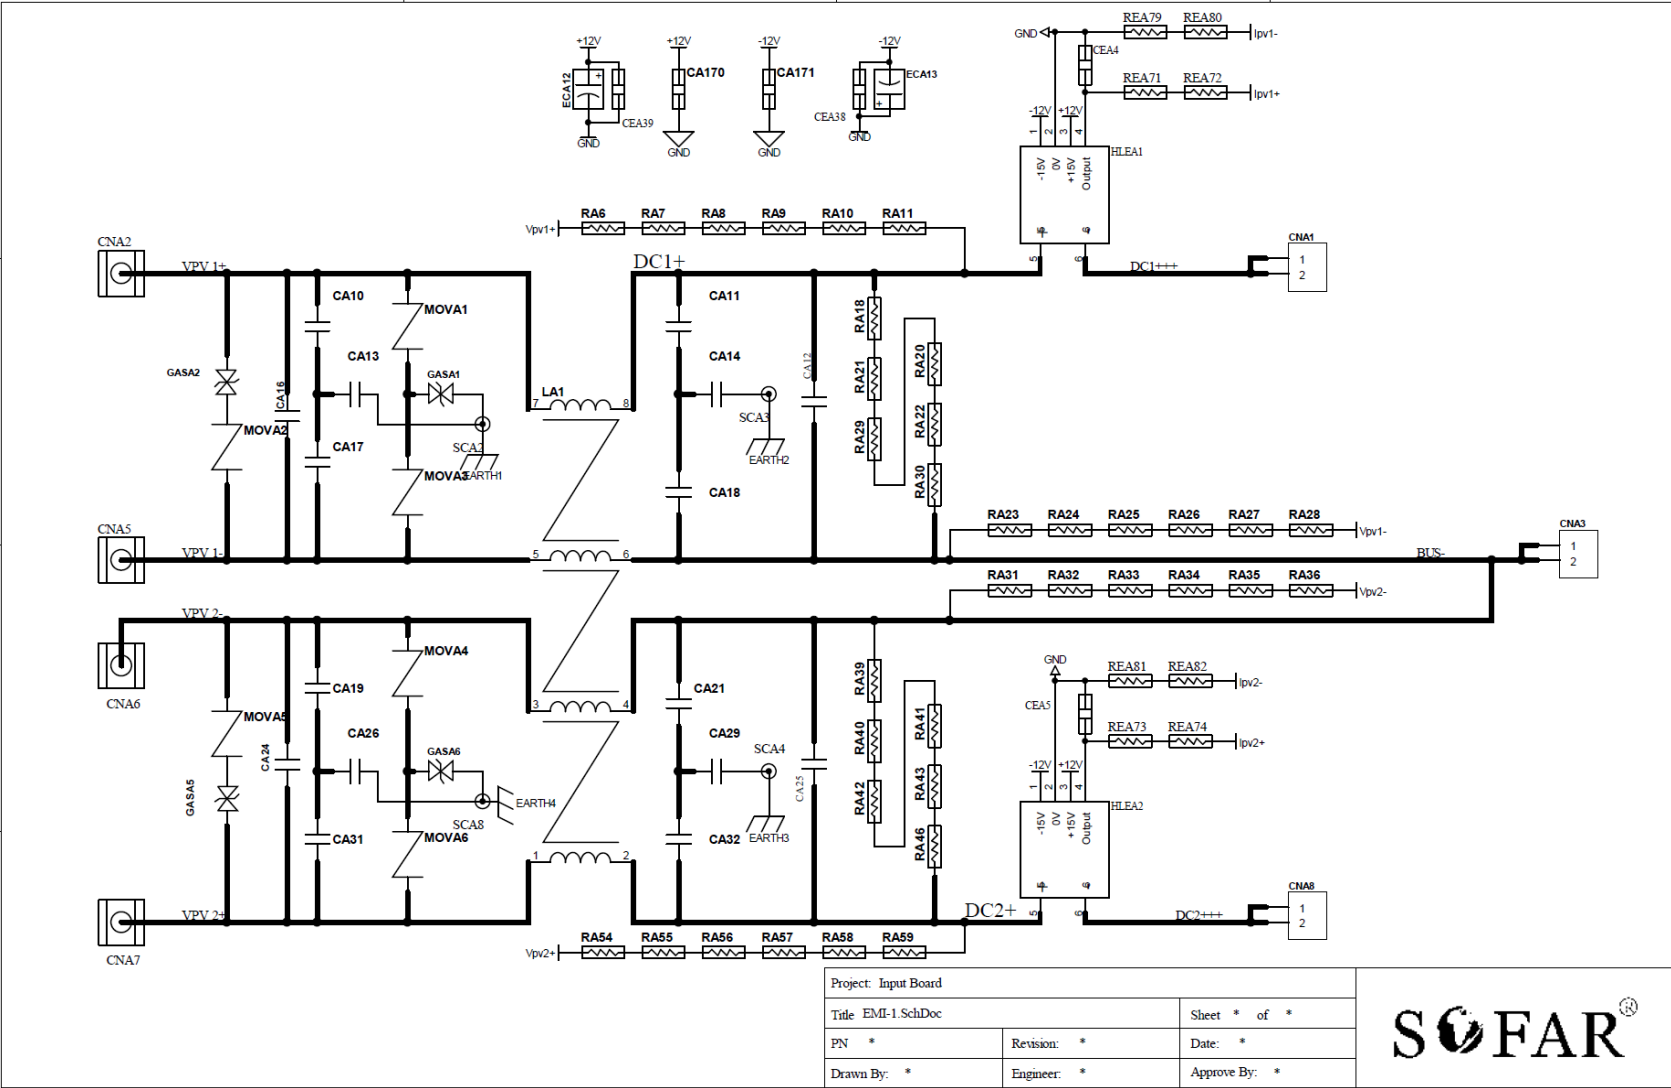 +12V
+12V
-12V
-12V
ECA12
+
CEA39
GND
CA170
GND
CA171
GND
CEA38
+
ECA13
GND
GND
REA79 REA80
Ipv1-
CEA4
REA71 REA72
Ipv1+
-12V +12V
1 2 3 4
HLEA1
-15V 0V +15V Output
5 6
RA6 RA7 RA8 RA9 RA10 RA11
Vpv1+
CNA2
VPV 1+
DC1+
DC1+++
CNA1
1
2
CA10
MOVA1
CA11
RA18
CA13
GASA1
CA14
CA12
RA21
RA20
GASA2
CA16
LA1
7 8
MOVA2
CA17
SCA2
SCA3
RA29
RA22
MOVA3
EARTH1
EARTH2
CA18
RA30
RA23 RA24 RA25 RA26 RA27 RA28
Vpv1-
CNA3
1
2
CNA5
VPV 1-
5 6
BUS-
RA31 RA32 RA33 RA34 RA35 RA36
Vpv2-
VPV 2-
MOVA4
CNA6
CA19
CA21
RA39
GND
REA81 REA82
Ipv2-
3 4
CEA5
MOVA5
CA26
CA29
RA40
RA41
REA73 REA74
Ipv2+
GASA6
SCA4
CA24
CA25
GASA5
EARTH4
SCA8
RA42
RA43
-12V +12V
1 2 3 4
HLEA2
-15V 0V +15V Output
5 6
CA31
MOVA6
CA32
EARTH3
RA46
1 2
CNA8
1
2
VPV 2+
DC2+
DC2+++
CNA7
RA54 RA55 RA56 RA57 RA58 RA59
Vpv2+
Project: Input Board
Title EMI-1.SchDoc
Sheet * of *
PN *
Revision: *
Date: *
Drawn By: *
Engineer: *
Approve By: *
SOFAR®